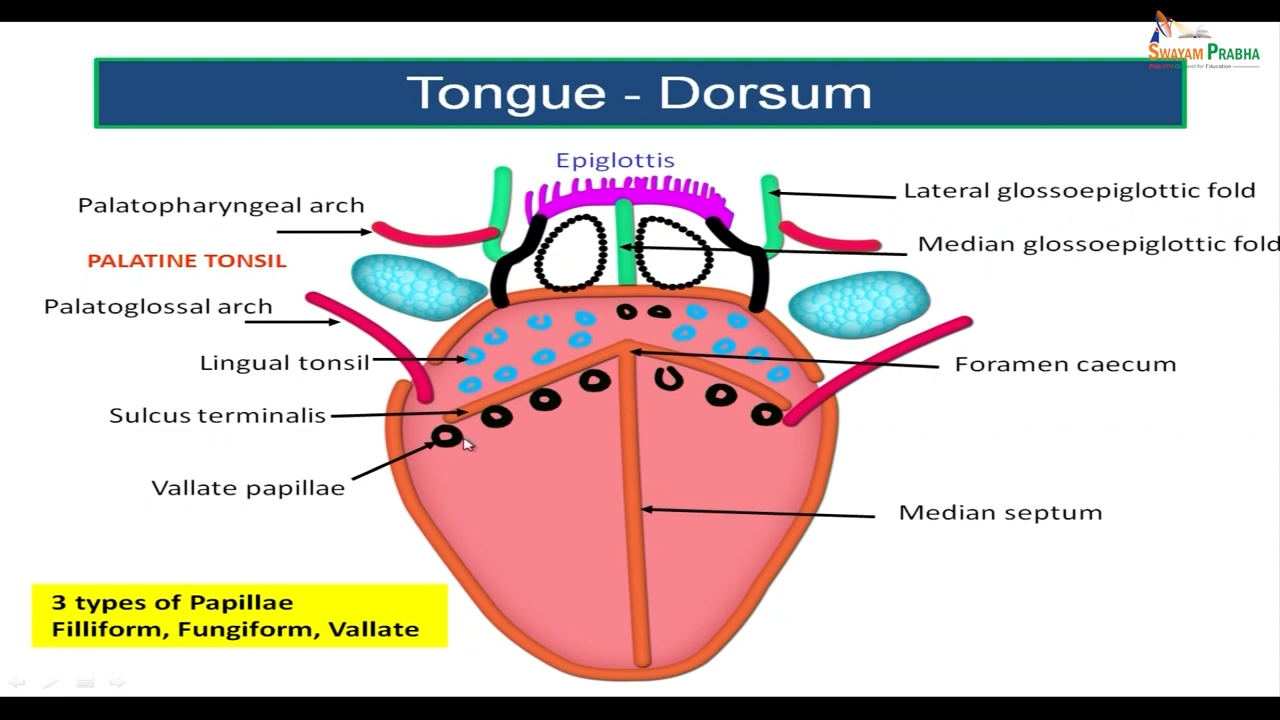 SWAYAM PRABHA
Tongue - Dorsum
Epiglottis
Palatopharyngeal arch
Lateral glossoepiglottic fold
Median glossoepiglottic fold
PALATINE TONSIL
Palatoglossal arch
Lingual tonsil
Foramen caecum
Sulcus terminalis
Vallate papillae
Median septum
3 types of Papillae
Filliform, Fungiform, Vallate